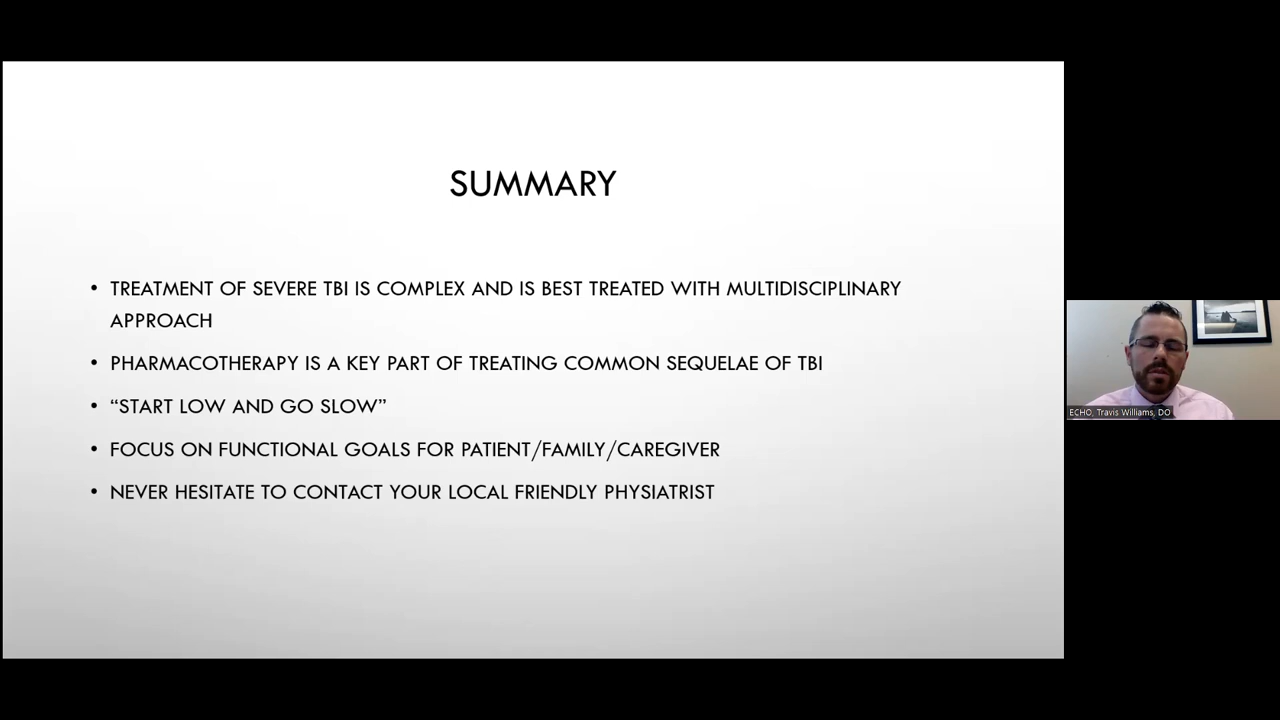 SUMMARY
• TREATMENT OF SEVERE TBI IS COMPLEX AND IS BEST TREATED WITH MULTIDISCIPLINARY
APPROACH
• PHARMACOTHERAPY IS A KEY PART OF TREATING COMMON SEQUELAE OF TBI
• “START LOW AND GO SLOW”
• FOCUS ON FUNCTIONAL GOALS FOR PATIENT/FAMILY/CAREGIVER
• NEVER HESITATE TO CONTACT YOUR LOCAL FRIENDLY PHYSIATRIST
ECHO, Travis Williams, DO